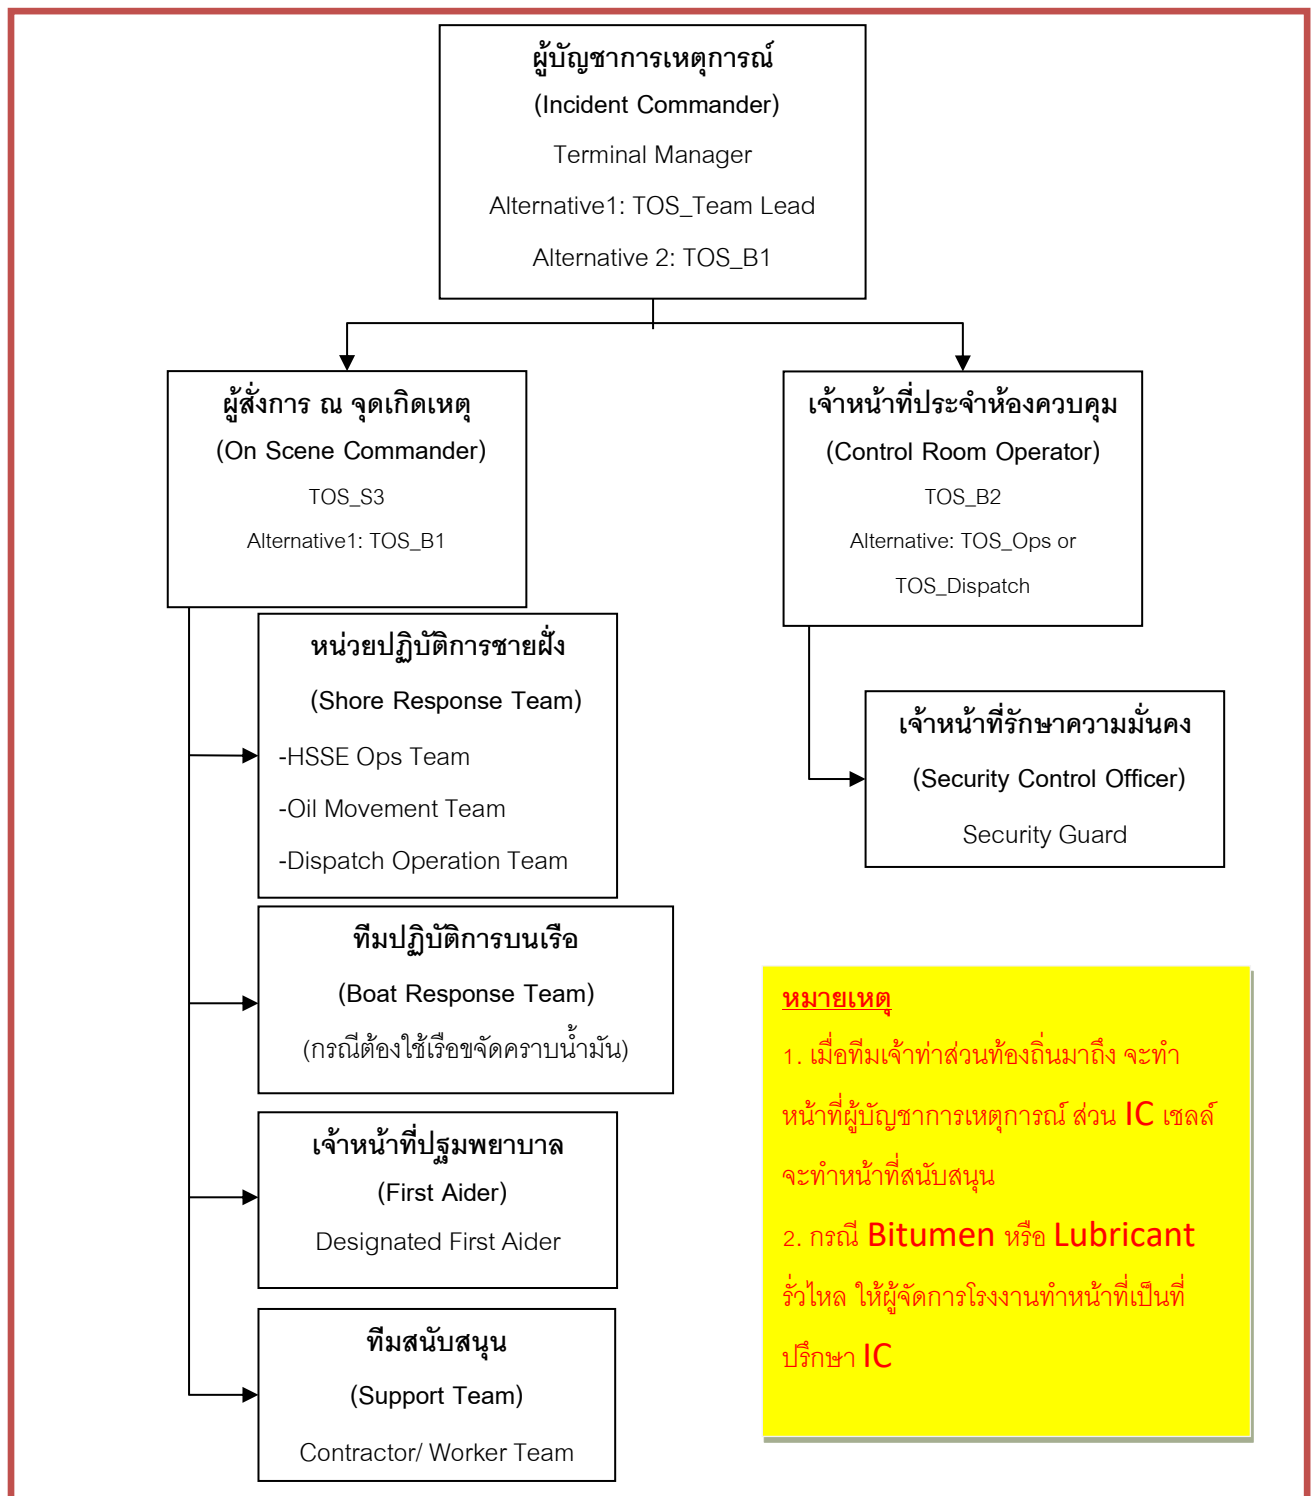 ผู้บัญชาการเหตุการณ์
(Incident Commander)
Terminal Manager
Alternative1: TOS_Team Lead
Alternative 2: TOS_B1
ผู้สั่งการ ณ จุดเกิดเหตุ
(On Scene Commander)
TOS_S3
Alternative1: TOS_B1
เจ้าหน้าที่ประจำห้องควบคุม
(Control Room Operator)
TOS_B2
Alternative: TOS_Ops or
TOS_Dispatch
หน่วยปฏิบัติการชายฝั่ง
(Shore Response Team)
-HSSE Ops Team
-Oil Movement Team
-Dispatch Operation Team
เจ้าหน้าที่รักษาความมั่นคง
(Security Control Officer)
Security Guard
ทีมปฏิบัติการบนเรือ
(Boat Response Team)
(กรณีต้องใช้เรือขจัดคราบน้ำมัน)
เจ้าหน้าที่ปฐมพยาบาล
(First Aider)
Designated First Aider
ทีมสนับสนุน
(Support Team)
Contractor/ Worker Team
หมายเหตุ
1. เมื่อทีมเจ้าท่าส่วนท้องถิ่นมาถึง จะทำ
หน้าที่ผู้บัญชาการเหตุการณ์ ส่วน IC เชลล์
จะทำหน้าที่สนับสนุน
2. กรณี Bitumen หรือ Lubricant
รั่วไหล ให้ผู้จัดการโรงงานทำหน้าที่เป็นที่
ปรึกษา IC